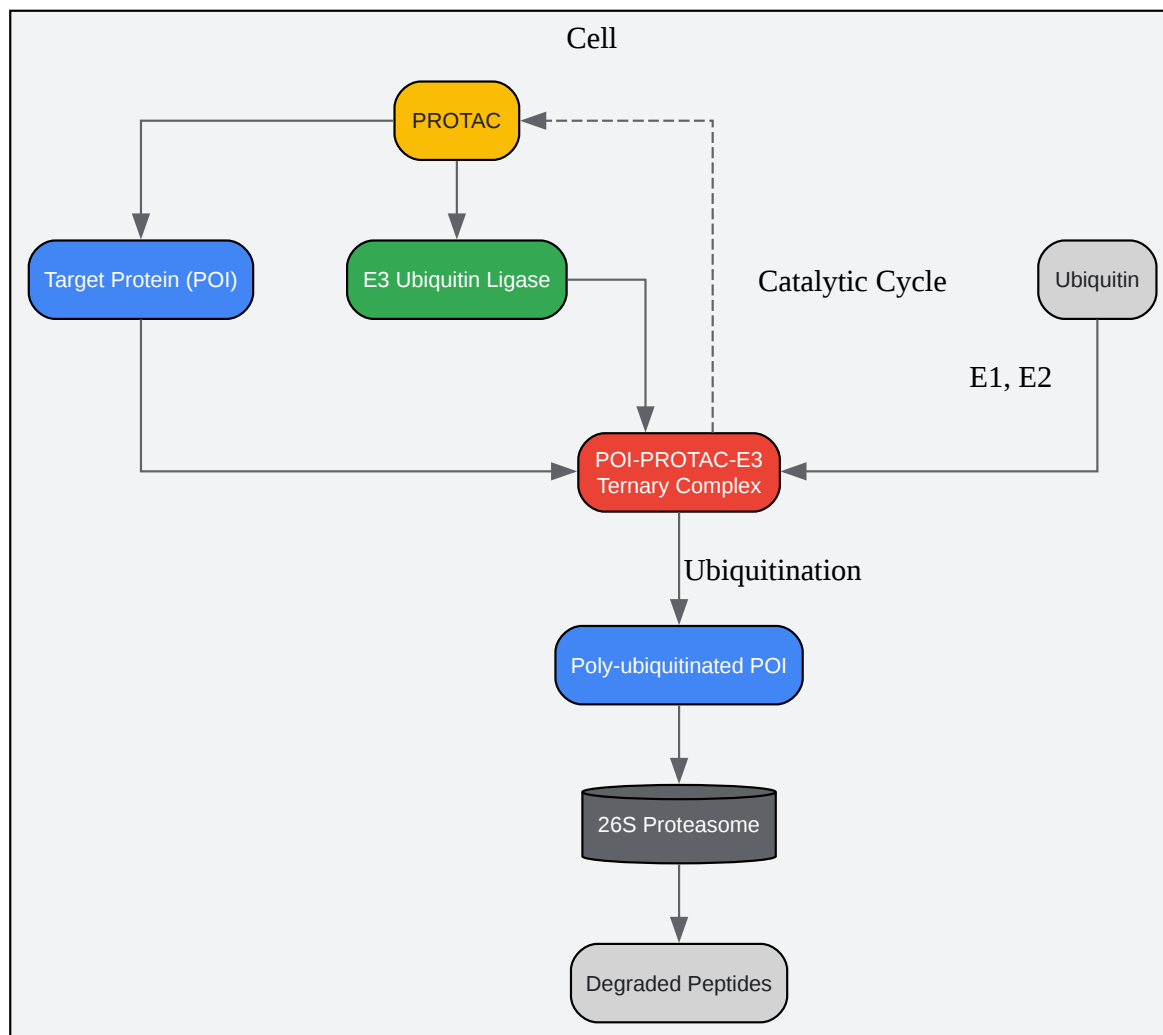 Cell
PROTAC
Target Protein (POI)
E3 Ubiquitin Ligase
Catalytic Cycle
Ubiquitin
E1, E2
POI-PROTAC-E3
Ternary Complex
Ubiquitination
Poly-ubiquitinated POI
26S Proteasome
Degraded Peptides